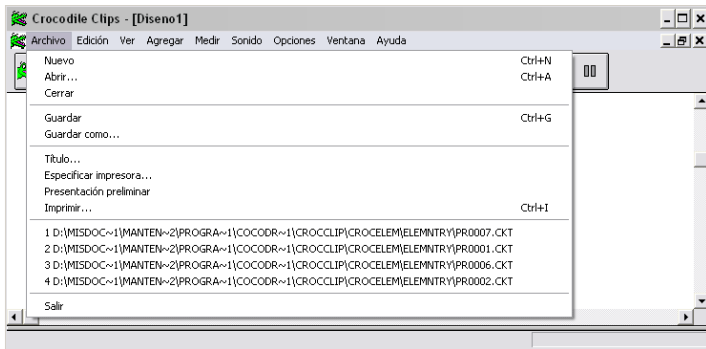 Crocodile Clips - [Diseno1]
Archivo Edición Ver Agregar Medir Sonido Opciones Ventana Ayuda
Nuevo Ctrl+N
Abrir... Ctrl+A
Cerrar
Guardar Ctrl+G
Guardar como...
Título...
Especificar impresora...
Presentación preliminar
Imprimir... Ctrl+I
1 D:\MISDOC~1\MANTEN~2\PROGRA~1\COCODR~1\CROCCLIP\CROCELEM\ELEMNTRY\PR0007.CKT
2 D:\MISDOC~1\MANTEN~2\PROGRA~1\COCODR~1\CROCCLIP\CROCELEM\ELEMNTRY\PR0001.CKT
3 D:\MISDOC~1\MANTEN~2\PROGRA~1\COCODR~1\CROCCLIP\CROCELEM\ELEMNTRY\PR0006.CKT
4 D:\MISDOC~1\MANTEN~2\PROGRA~1\COCODR~1\CROCCLIP\CROCELEM\ELEMNTRY\PR0002.CKT
Salir